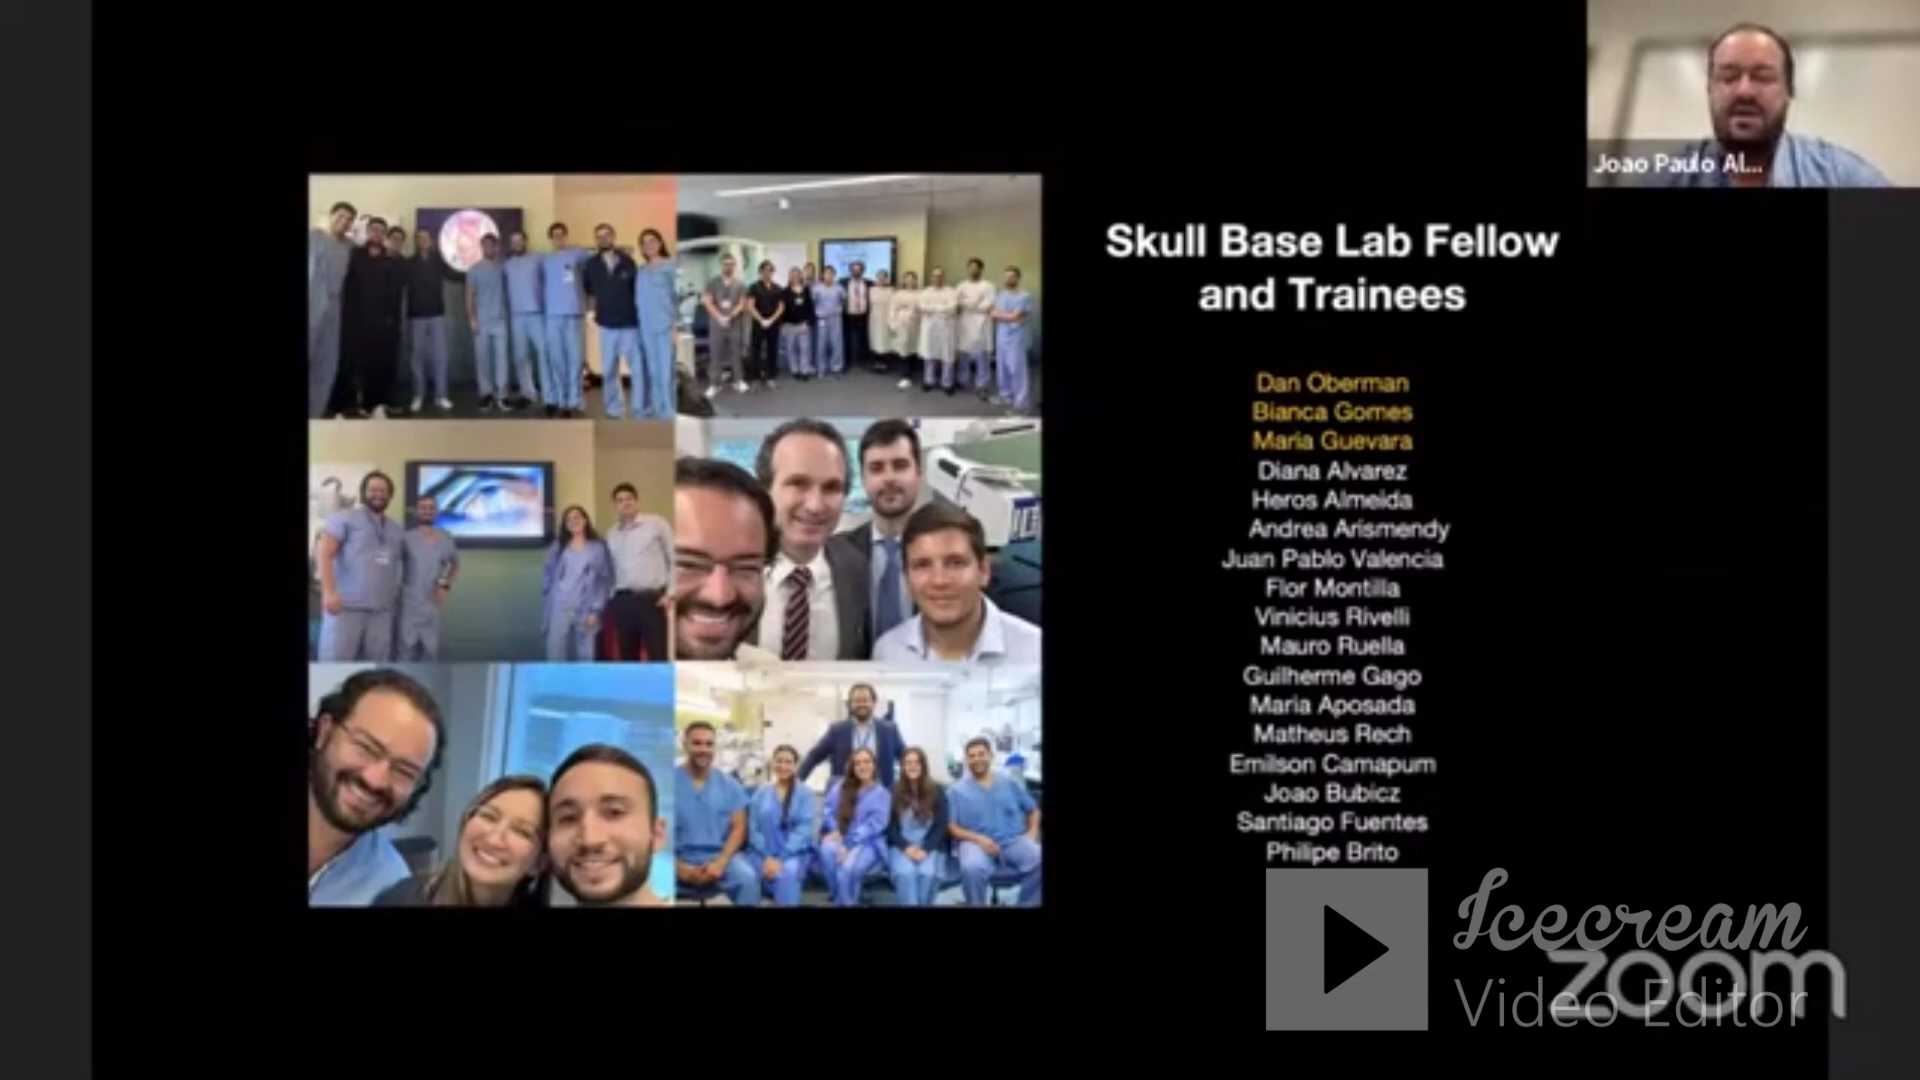 Joao Paulo Al...
Skull Base Lab Fellow
and Trainees
Dan Oberman
Bianca Gomes
Maria Guevara
Diana Alvarez
Heros Almeida
Andrea Arismendy
Juan Pablo Valencia
Flor Montilla
Vinicius Rivelli
Mauro Ruella
Guilherme Gago
Maria Aposada
Matheus Rech
Emilson Camapum
Joao Bubicz
Santiago Fuentes
Philipe Brito
Icecream
zoom
Video Editor